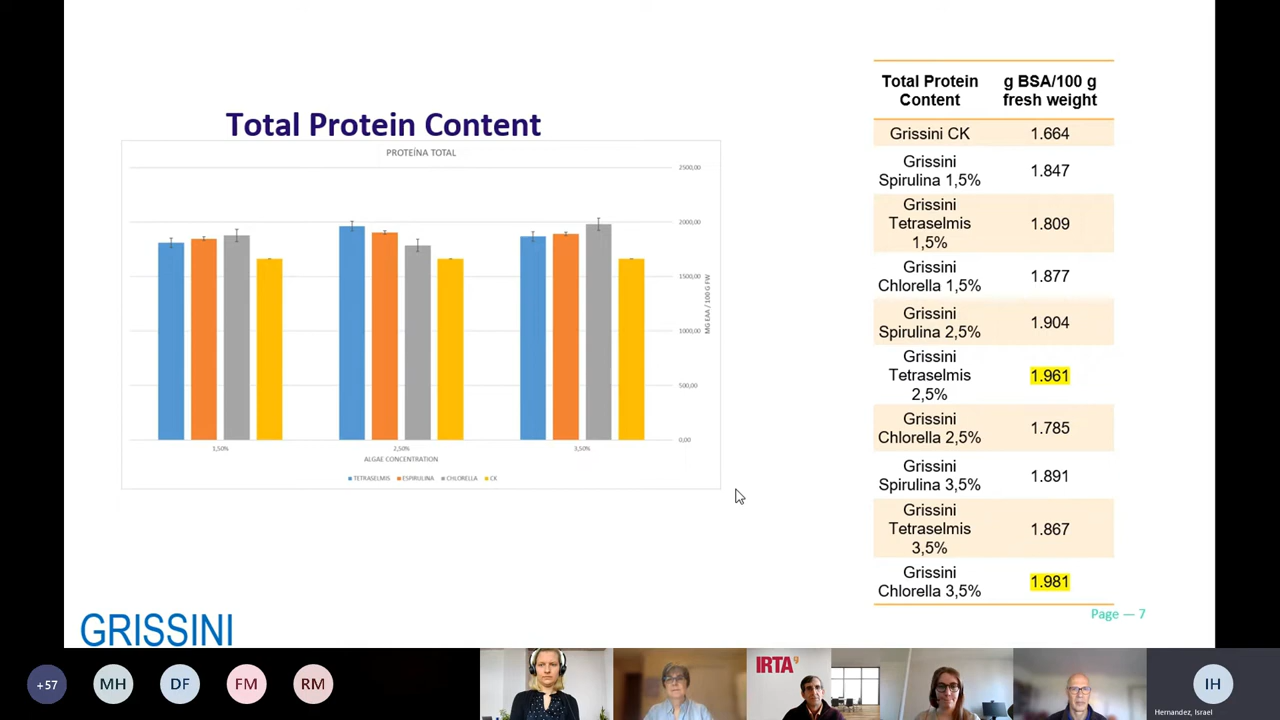 Total Protein Content
PROTEÍNA TOTAL
2500,00
2000,00
1500,00
1000,00
500,00
0,00
MG EAA / 100 G FW
1,50%
2,50%
3,50%
ALGAE CONCENTRATION
TETRASELMIS
ESPIRULINA
CHLORELLA
CK
Total Protein
Content
g BSA/100 g
fresh weight
Grissini CK
1.664
Grissini
Spirulina 1,5%
1.847
Grissini
Tetraselmis
1,5%
1.809
Grissini
Chlorella 1,5%
1.877
Grissini
Spirulina 2,5%
1.904
Grissini
Tetraselmis
2,5%
1.961
Grissini
Chlorella 2,5%
1.785
Grissini
Spirulina 3,5%
1.891
Grissini
Tetraselmis
3,5%
1.867
Grissini
Chlorella 3,5%
1.981
Page — 7
GRISSINI
+57
MH
DF
FM
RM
IRTA
IH
Hernandez, Israel